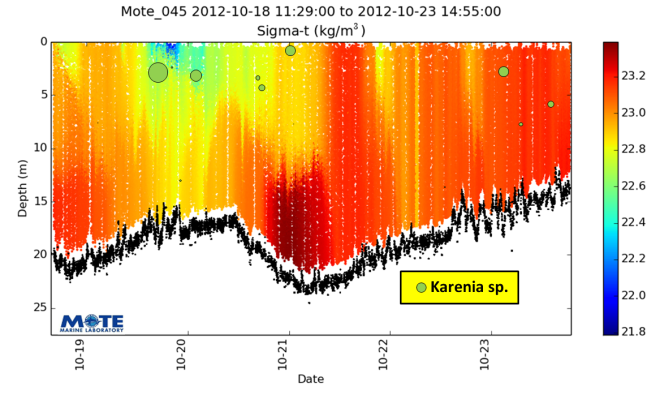 Mote_045 2012-10-18 11:29:00 to 2012-10-23 14:55:00
Sigma-t (kg/m³)
0
5
10
15
20
25
Depth (m)
23.2
23.0
22.8
22.6
22.4
22.2
22.0
21.8
Karenia sp.
MOTE
MARINE LABORATORY
10-19
10-20
10-21
10-22
10-23
Date